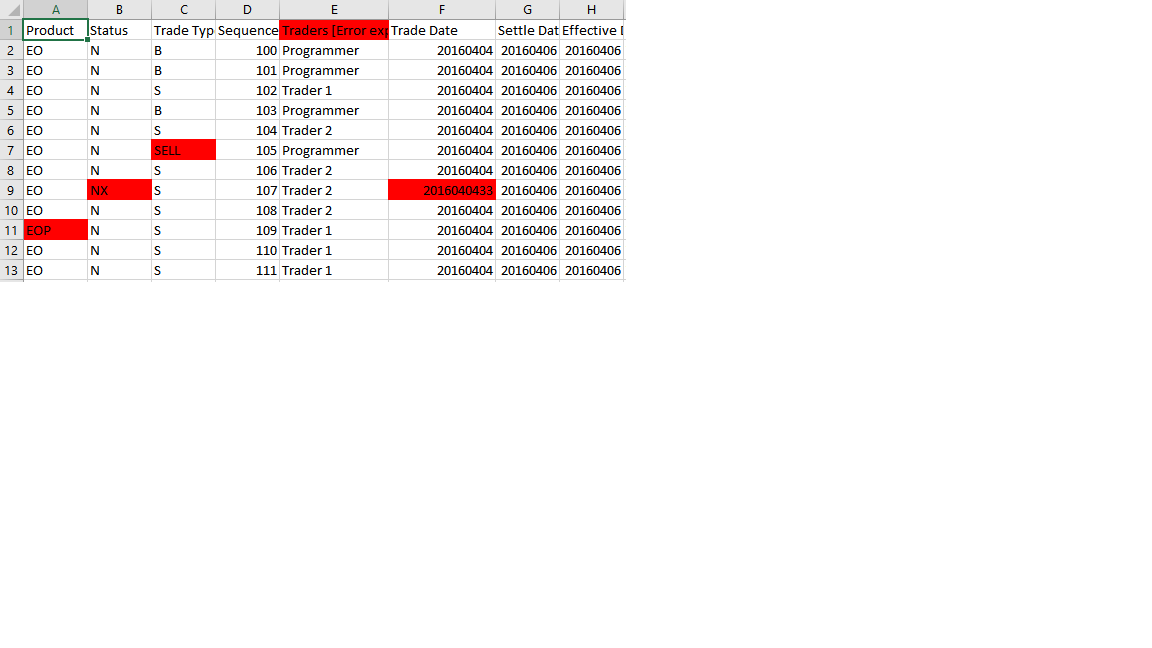 A B C D E F G H
1 Product Status Trade Typ Sequence Traders [Error exp Trade Date Settle Dat Effective
2 EO N B 100 Programmer 20160404 20160406 20160406
3 EO N B 101 Programmer 20160404 20160406 20160406
4 EO N S 102 Trader 1 20160404 20160406 20160406
5 EO N B 103 Programmer 20160404 20160406 20160406
6 EO N S 104 Trader 2 20160404 20160406 20160406
7 EO N SELL 105 Programmer 20160404 20160406 20160406
8 EO N S 106 Trader 2 20160404 20160406 20160406
9 EO NX S 107 Trader 2 2016040433 20160406 20160406
10 EO N S 108 Trader 2 20160404 20160406 20160406
11 EOP N S 109 Trader 1 20160404 20160406 20160406
12 EO N S 110 Trader 1 20160404 20160406 20160406
13 EO N S 111 Trader 1 20160404 20160406 20160406